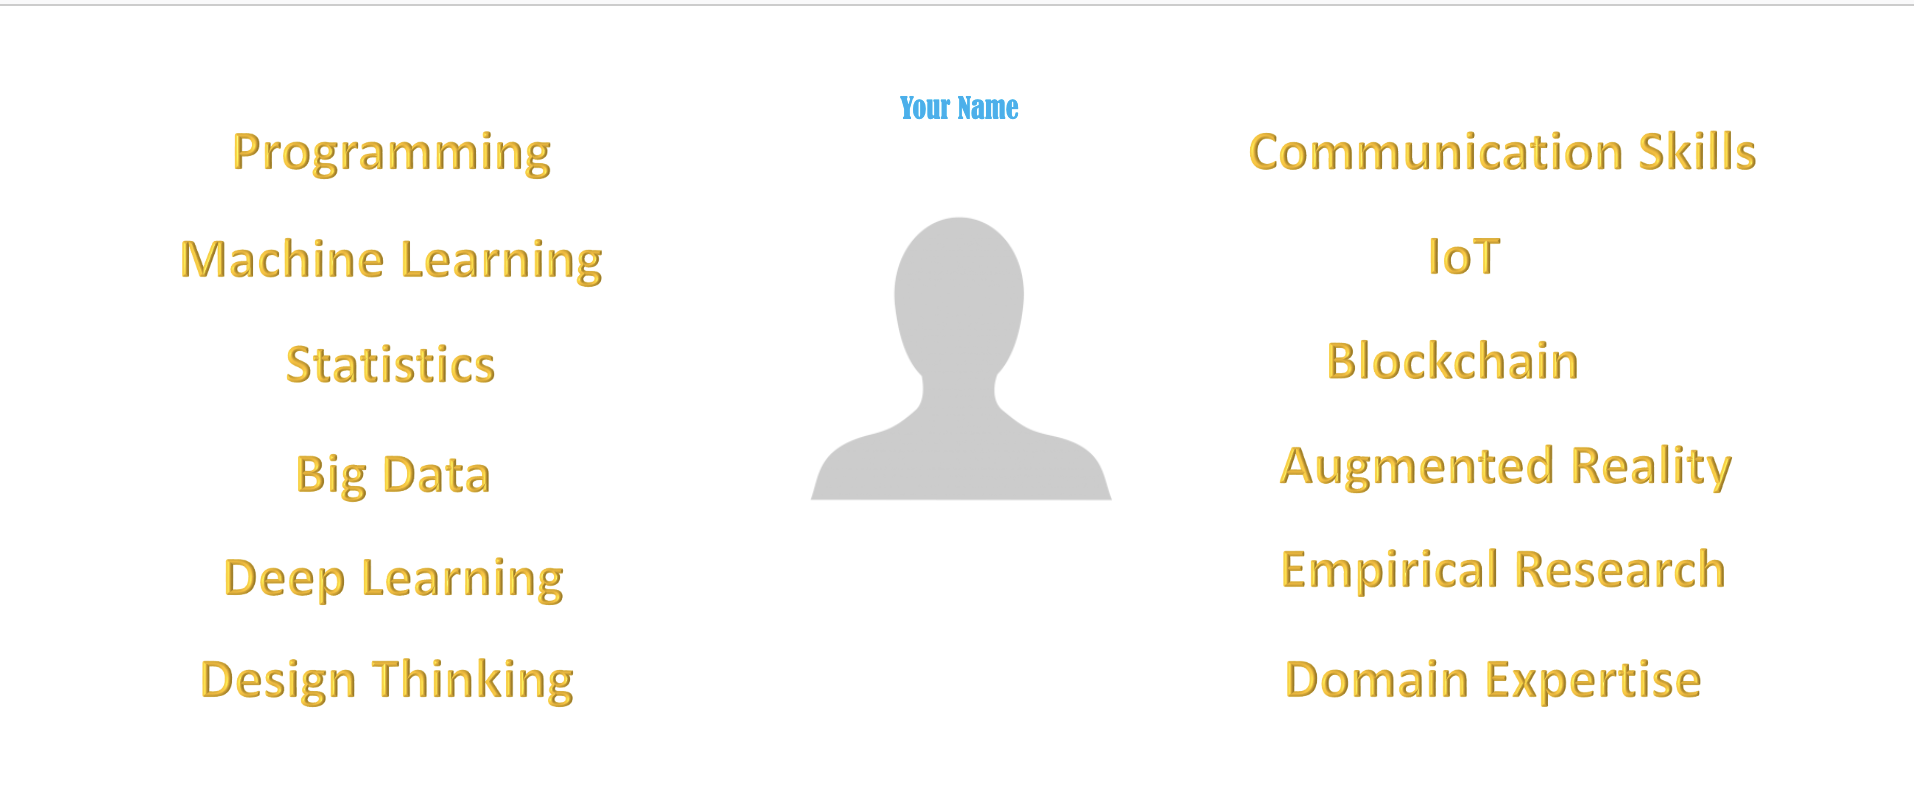 Your Name
Programming
Machine Learning
Statistics
Big Data
Deep Learning
Design Thinking
Communication Skills
IoT
Blockchain
Augmented Reality
Empirical Research
Domain Expertise